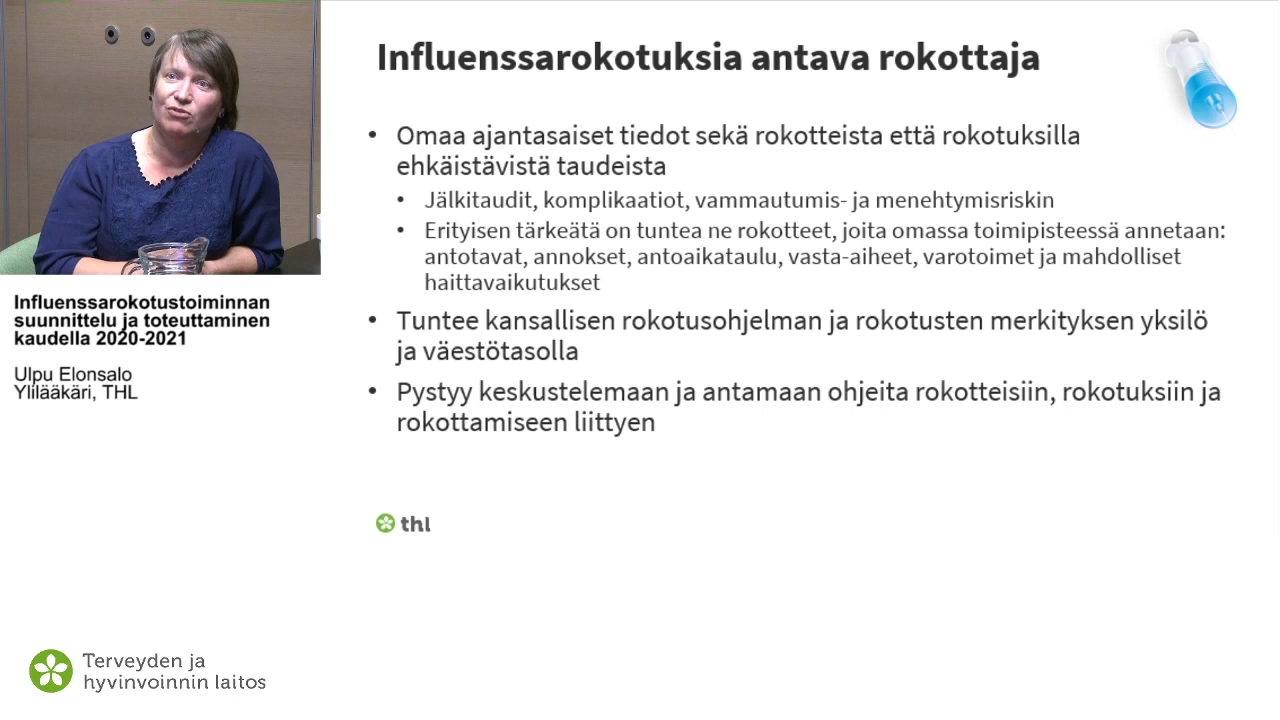 Influenssarokotuksia antava rokottaja
• Omaa ajantasaiset tiedot sekä rokotteista että rokotuksilla
ehkäistävistä taudeista
• Jälkitaudit, komplikaatiot, vammautumis- ja menehtymisriskin
• Erityisen tärkeätä on tuntea ne rokotteet, joita omassa toimipisteessä annetaan:
antotavat, annokset, antoaikataulu, vasta-aiheet, varotoimet ja mahdolliset
haittavaikutukset
• Tuntee kansallisen rokotusohjelman ja rokotusten merkityksen yksilö
ja väestötasolla
• Pystyy keskustelemaan ja antamaan ohjeita rokotteisiin, rokotuksiin ja
rokottamiseen liittyen
thl
Influenssarokotustoiminnan
suunnittelu ja toteuttaminen
kaudella 2020-2021
Ulpu Elonsalo
Ylilääkäri, THL
Terveyden ja
hyvinvoinnin laitos